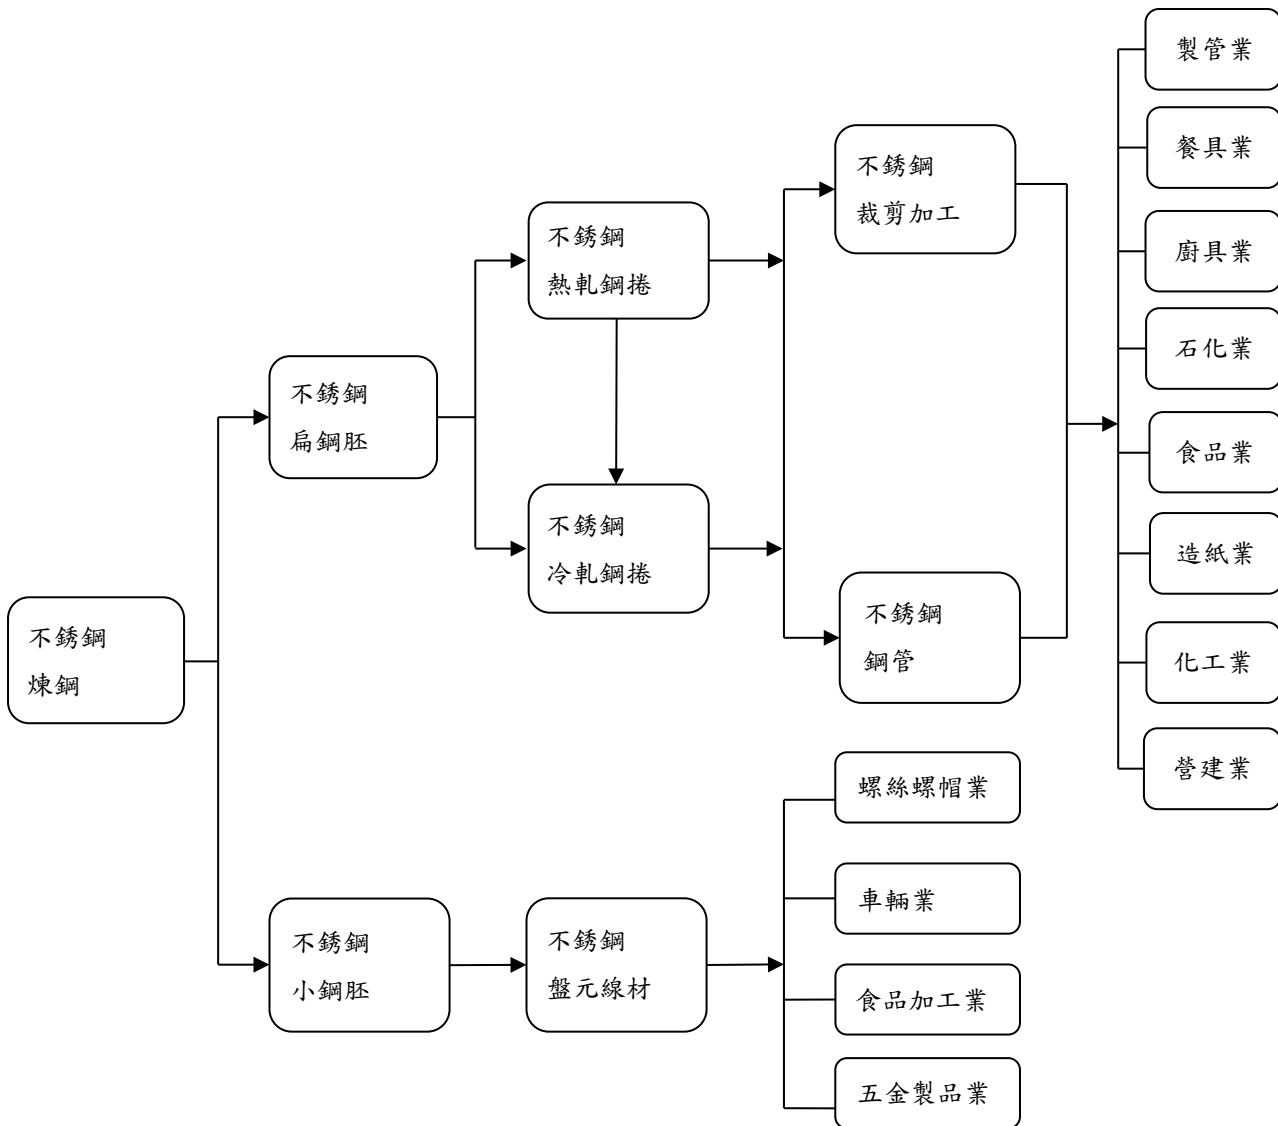 不銹鋼
煉鋼
不銹鋼
扁鋼胚
不銹鋼
小鋼胚
不銹鋼
熱軋鋼捲
不銹鋼
冷軋鋼捲
不銹鋼
盤元線材
不銹鋼
裁剪加工
不銹鋼
鋼管
螺絲螺帽業
車輛業
食品加工業
五金製品業
製管業
餐具業
廚具業
石化業
食品業
造紙業
化工業
營建業